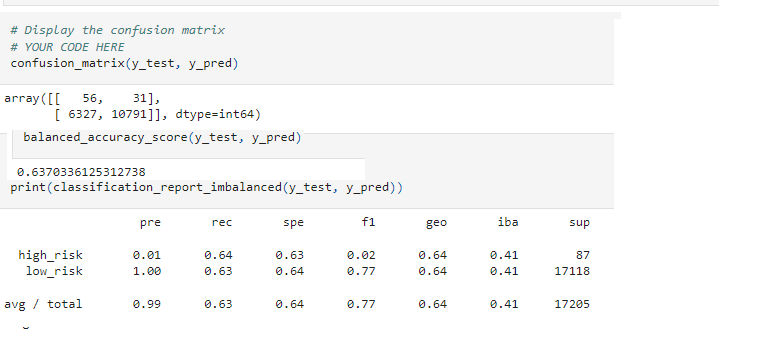 # Display the confusion matrix
# YOUR CODE HERE
confusion_matrix(y_test, y_pred)
array([[   56,    31],
       [ 6327, 10791]], dtype=int64)
balanced_accuracy_score(y_test, y_pred)
0.6370336125312738
print(classification_report_imbalanced(y_test, y_pred))
pre rec spe f1 geo iba sup
high_risk 0.01 0.64 0.63 0.02 0.64 0.41 87
low_risk 1.00 0.63 0.64 0.77 0.64 0.41 17118
avg / total 0.99 0.63 0.64 0.77 0.64 0.41 17205